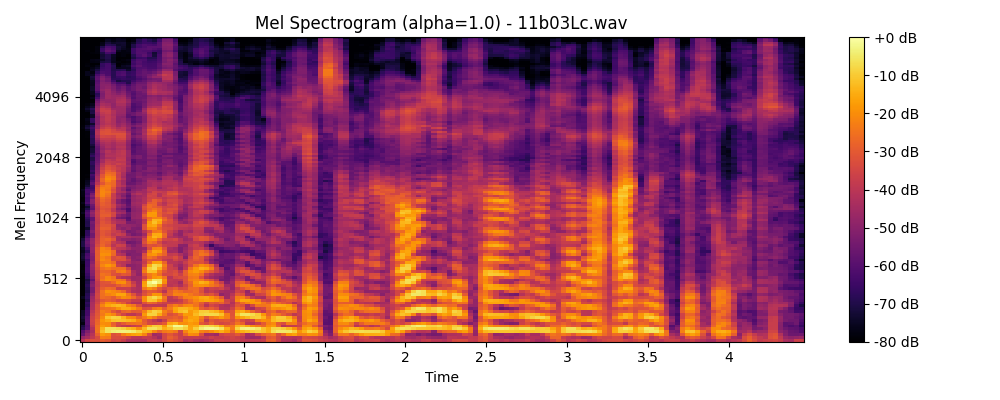 Mel Spectrogram (alpha=1.0) - 11b03Lc.wav
Mel Frequency
4096
2048
1024
512
0
0 0.5 1 1.5 2 2.5 3 3.5 4
Time
+0 dB
-10 dB
-20 dB
-30 dB
-40 dB
-50 dB
-60 dB
-70 dB
-80 dB